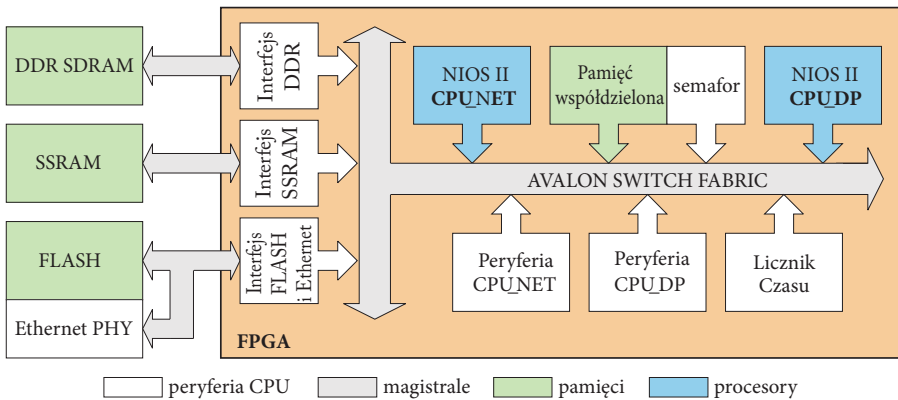 DDR SDRAM
SSRAM
FLASH
Ethernet PHY
Interfejs
DDR
Interfejs
SSRAM
Interfejs
FLASH
i Ethernet
NIOS II
CPU_NET
Pamięć
współdzielona
semafor
NIOS II
CPU_DP
AVALON SWITCH FABRIC
Peryferia
CPU_NET
Peryferia
CPU_DP
Licznik
Czasu
FPGA
peryferia CPU
magistrale
pamięci
procesory